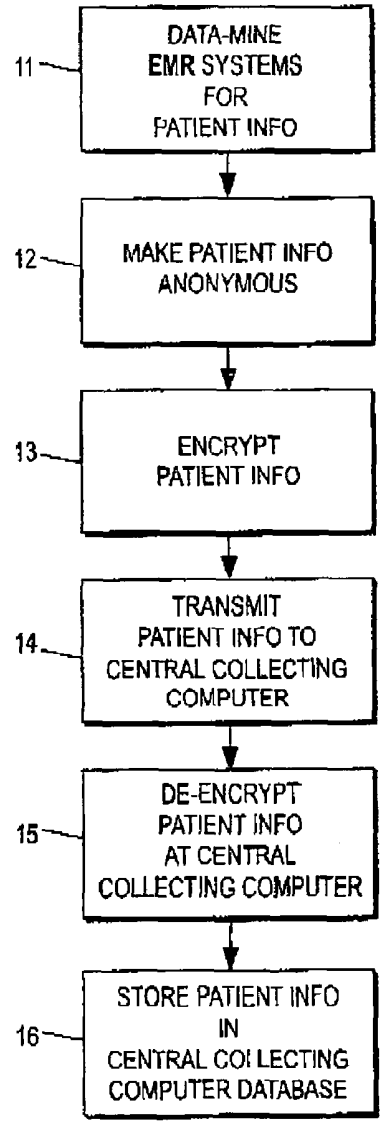 11
DATA-MINE
EMR SYSTEMS
FOR
PATIENT INFO
12
MAKE PATIENT INFO
ANONYMOUS
13
ENCRYPT
PATIENT INFO
14
TRANSMIT
PATIENT INFO TO
CENTRAL COLLECTING
COMPUTER
15
DE-ENCRYPT
PATIENT INFO
AT CENTRAL
COLLECTING COMPUTER
16
STORE PATIENT INFO
IN
CENTRAL COLLECTING
COMPUTER DATABASE